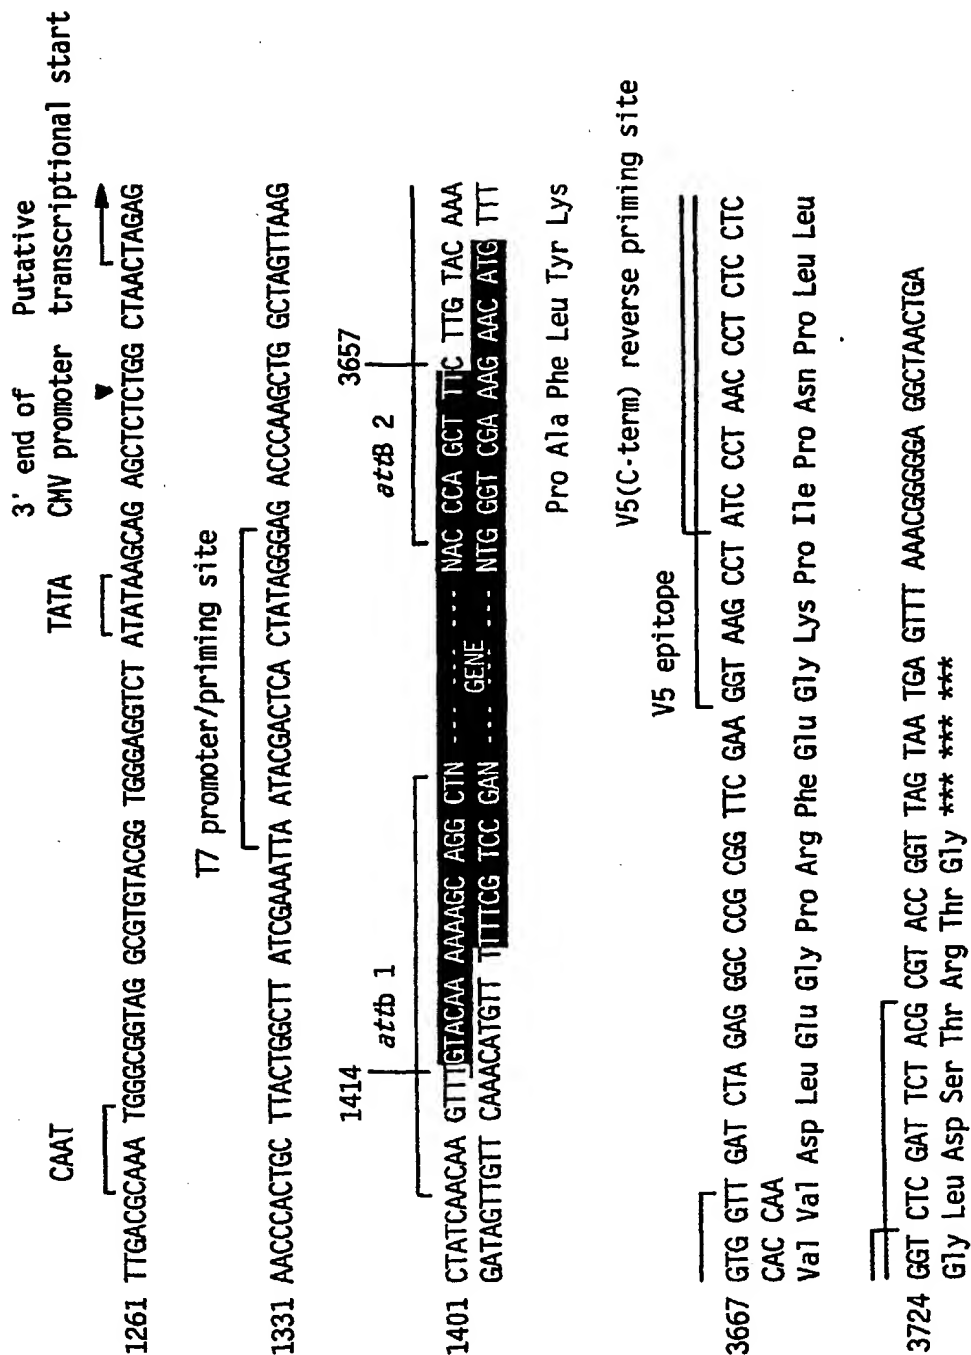 3' end of Putative
CAAT TATA CMV promoter transcriptional start
1261 TTGACGCAAA TGGGCGGTAG GCGTGTACGG TGGGAGGTCT ATATAAGCAG AGCTCTCTGG CTAACTAGAG
T7 promoter/priming site
1331 AACCCACTGC TTACTGGCTT ATCGAAATTA ATACGACTCA CTATAGGGAG ACCCAAGCTG GCTAGTTAAG
1414 3657
attb 1 attB 2
1401 CTATCAACAA GTTTGTACAA AAAAGC AGG CTN ... ... ... NAC CCA GCT TTC TTG TAC AAA
GENE
GATAGTTGTT CAAACATGTT TTTTCG TCC GAN ... ... ... NTG GGT CGA AAG AAC ATG TTT
Pro Ala Phe Leu Tyr Lys
V5(C-term) reverse priming site
V5 epitope
3667 GTG GTT GAT CTA GAG GGC CCG CGG TTC GAA GGT AAG CCT ATC CCT AAC CCT CTC CTC
CAC CAA
Val Val Asp Leu Glu Gly Pro Arg Phe Glu Gly Lys Pro Ile Pro Asn Pro Leu Leu
3724 GGT CTC GAT TCT ACG CGT ACC GGT TAG TAA TGA GTTT AAACGGGGGA GGCTAACTGA
Gly Leu Asp Ser Thr Arg Thr Gly *** *** ***